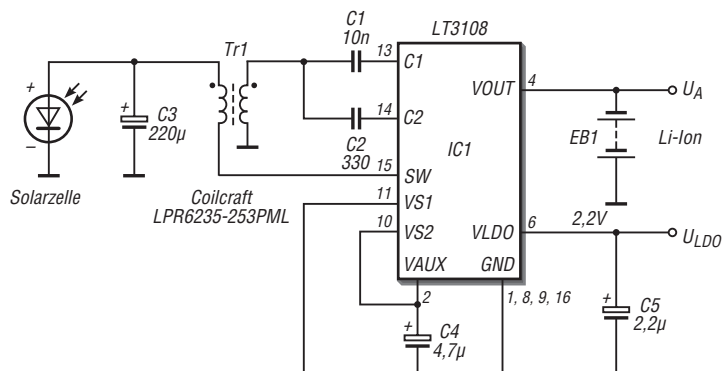 C1
10n
LT3108
Tr1
13
C1
4
VOUT
U_A
+
–
Solarzelle
+
C3
220µ
14
C2
C2
330
IC1
EB1
Li-Ion
15
SW
Coilcraft
LPR6235-253PML
11
VS1
10
VS2
VLDO
6
2,2V
U_LDO
VAUX
GND
2
1, 8, 9, 16
+
C4
4,7µ
+
C5
2,2µ